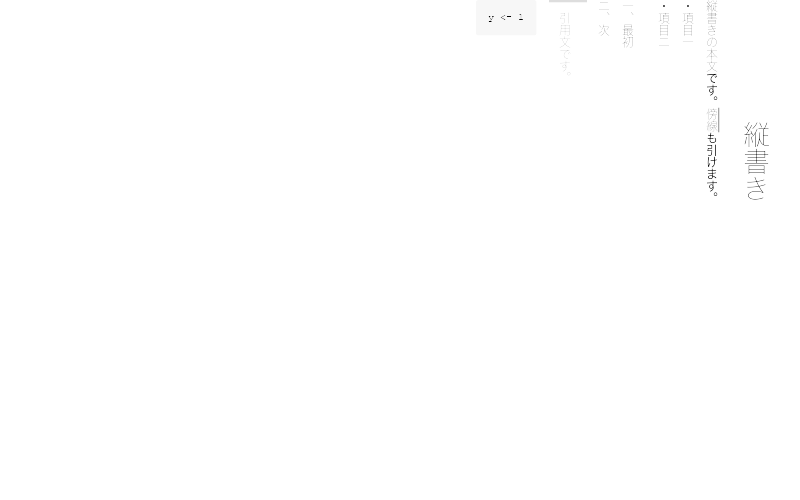 縦書き
縦書きの本文です。傍線も引けます。
・項目一
・項目二
一、最初
二、次
引用文です。
y <- 1